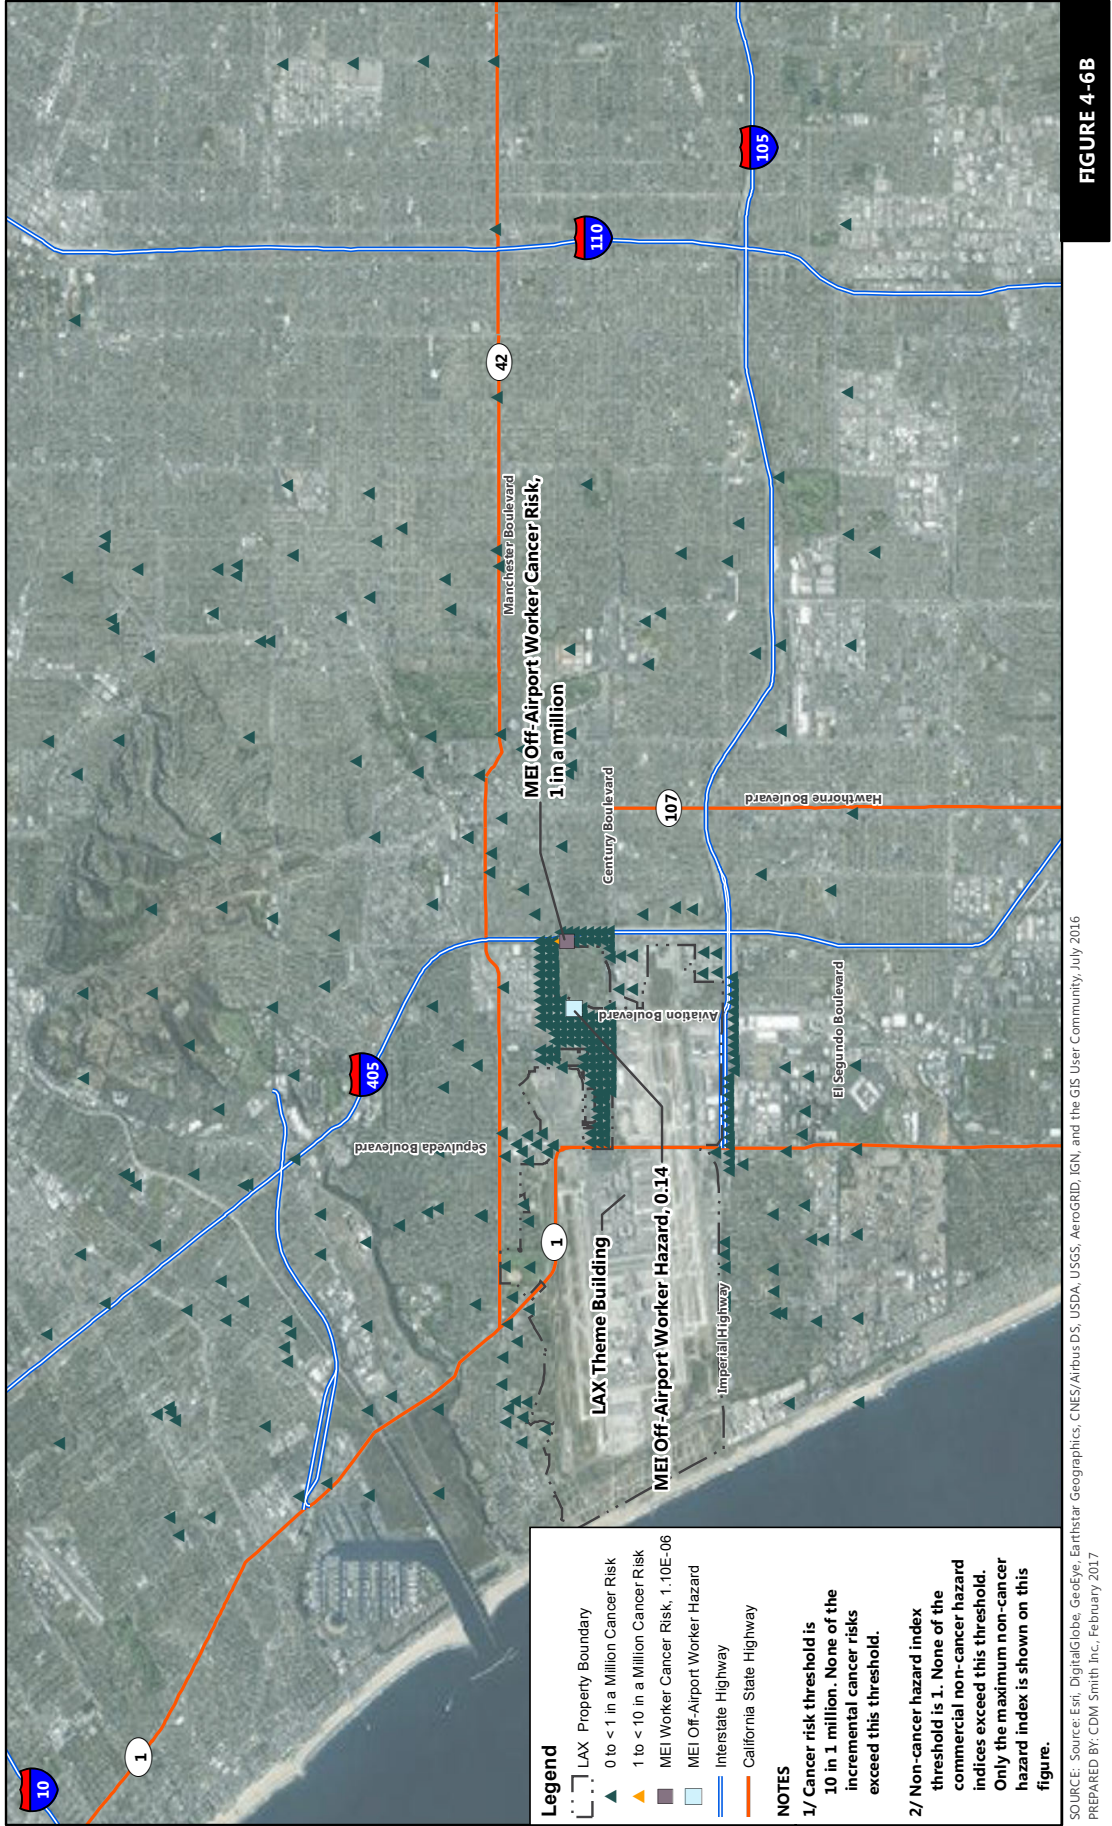 FIGURE 4-6B
10
1
405
110
105
42
107
1
Sepulveda Boulevard
Manchester Boulevard
MEI Off-Airport Worker Cancer Risk,
1 in a million
Century Boulevard
Hawthorne Boulevard
Aviation Boulevard
El Segundo Boulevard
Imperial Highway
LAX Theme Building
MEI Off-Airport Worker Hazard, 0.14
Legend
LAX Property Boundary
0 to < 1 in a Million Cancer Risk
1 to < 10 in a Million Cancer Risk
MEI Worker Cancer Risk, 1.10E-06
MEI Off-Airport Worker Hazard
Interstate Highway
California State Highway
NOTES
1/ Cancer risk threshold is
10 in 1 million. None of the
incremental cancer risks
exceed this threshold.
2/ Non-cancer hazard index
threshold is 1. None of the
commercial non-cancer hazard
indices exceed this threshold.
Only the maximum non-cancer
hazard index is shown on this
figure.
SOURCE: Source: Esri, DigitalGlobe, GeoEye, Earthstar Geographics, CNES/Airbus DS, USDA, USGS, AeroGRID, IGN, and the GIS User Community, July 2016
PREPARED BY: CDM Smith Inc., February 2017